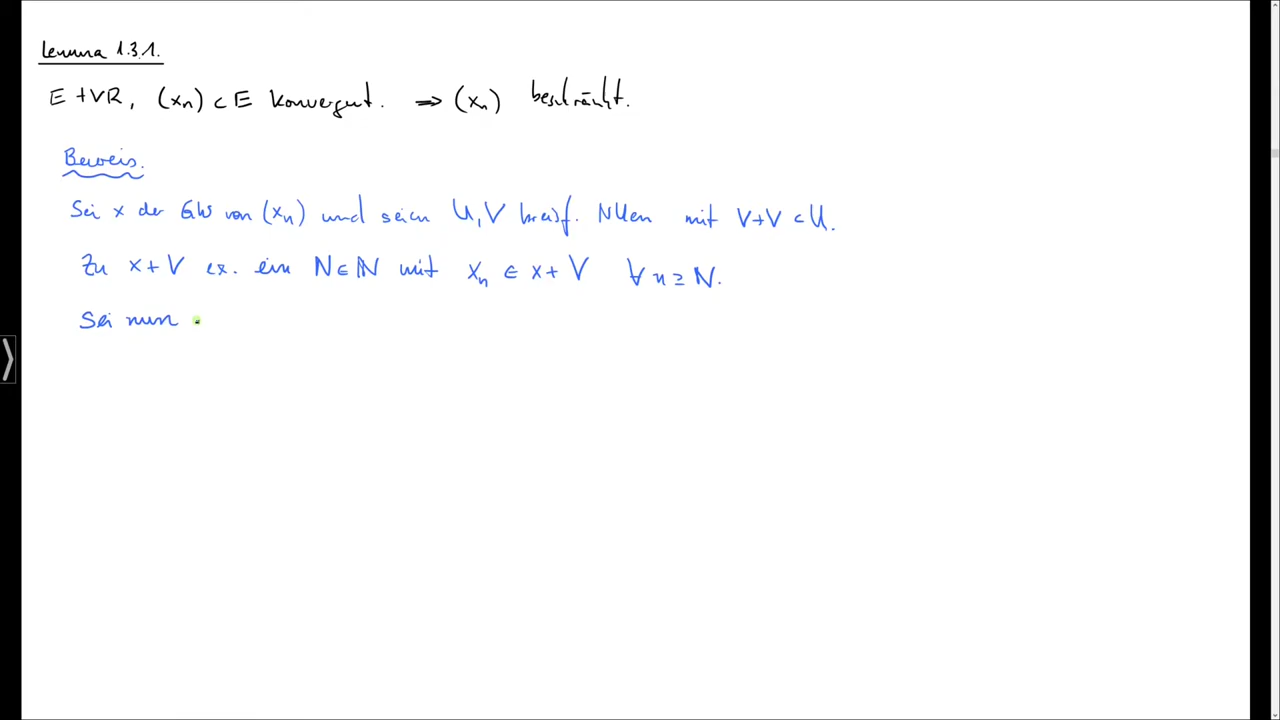 Lemma 1.3.1.
E tVR, (xₙ) ⊂ E konvergent. ⇒ (xₙ) beschränkt.
Beweis.
Sei x der GW von (xₙ) und seien U, V kreisf. NUen mit V+V ⊂ U.
Zu x+V ex. ein N∈ℕ mit xₙ ∈ x+V ∀ n ≥ N.
Sei nun